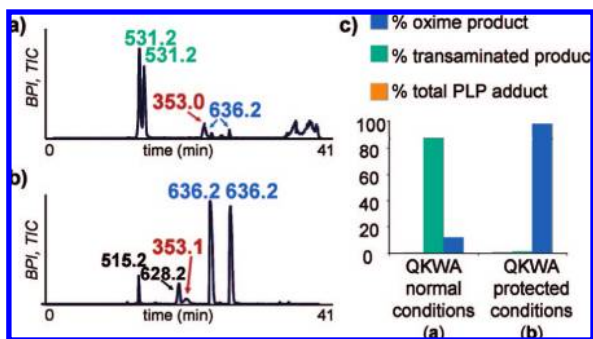 a)
531.2
531.2
353.0
636.2
BPI, TIC
0
time (min)
41
b)
636.2
636.2
353.1
515.2
628.2
BPI, TIC
0
time (min)
41
c)
% oxime product
% transaminated produc
% total PLP adduct
100
80
60
40
20
0
QKWA
normal
conditions
(a)
QKWA
protected
conditions
(b)